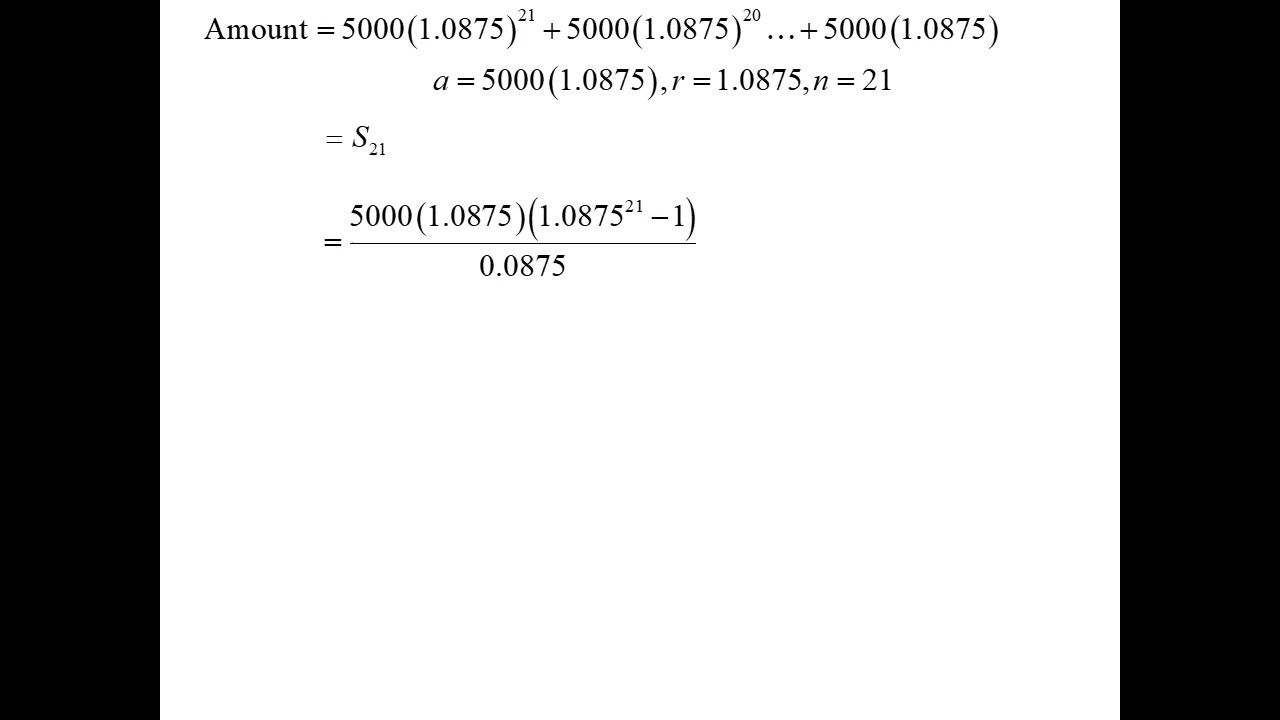 Amount = 5000(1.0875)^21 + 5000(1.0875)^20 … + 5000(1.0875)
a = 5000(1.0875), r = 1.0875, n = 21
= S_21
= \frac{5000(1.0875)(1.0875^{21} − 1)}{0.0875}